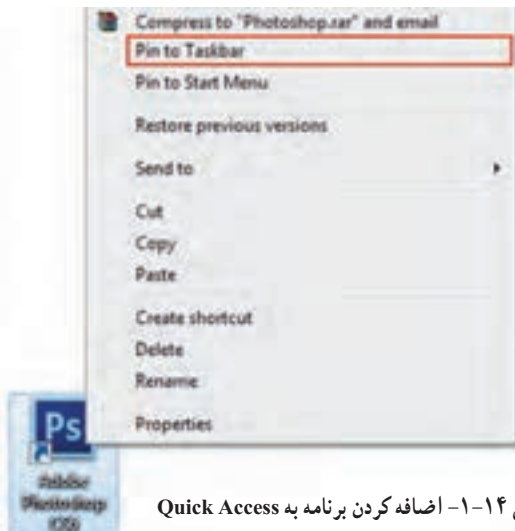 Compress to "Photoshop.rar" and email
Pin to Taskbar
Pin to Start Menu
Restore previous versions
Send to
Cut
Copy
Paste
Create shortcut
Delete
Rename
Properties
Ps
Adobe
Photoshop
۱-۱۴- اضافه کردن برنامه به Quick Access